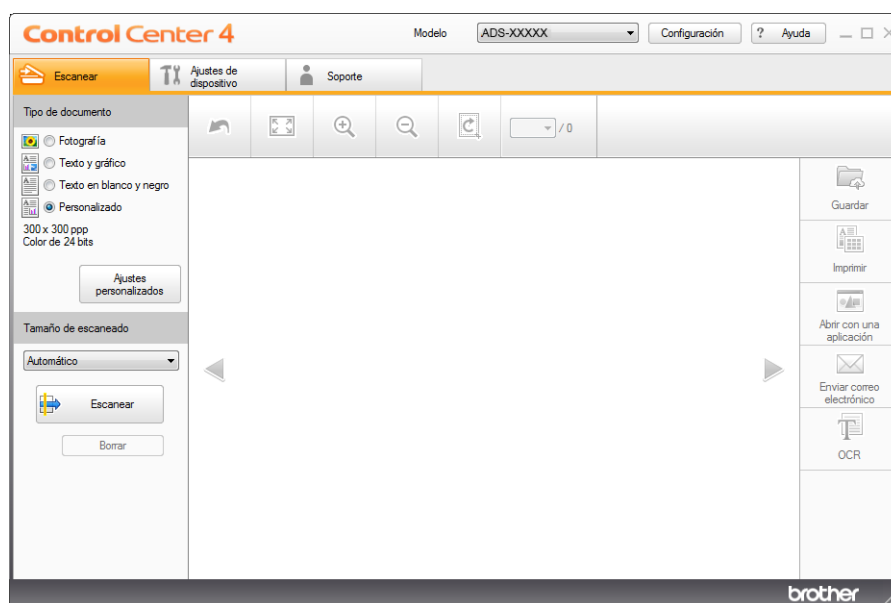 Control Center 4
Modelo
ADS-XXXXX
Configuración
? Ayuda
Escanear
Ajustes de
dispositivo
Soporte
Tipo de documento
Fotografía
Texto y gráfico
Texto en blanco y negro
Personalizado
300 x 300 ppp
Color de 24 bits
Ajustes
personalizados
Tamaño de escaneado
Automático
Escanear
Borrar
/ 0
Guardar
Imprimir
Abrir con una
aplicación
Enviar correo
electrónico
OCR
brother